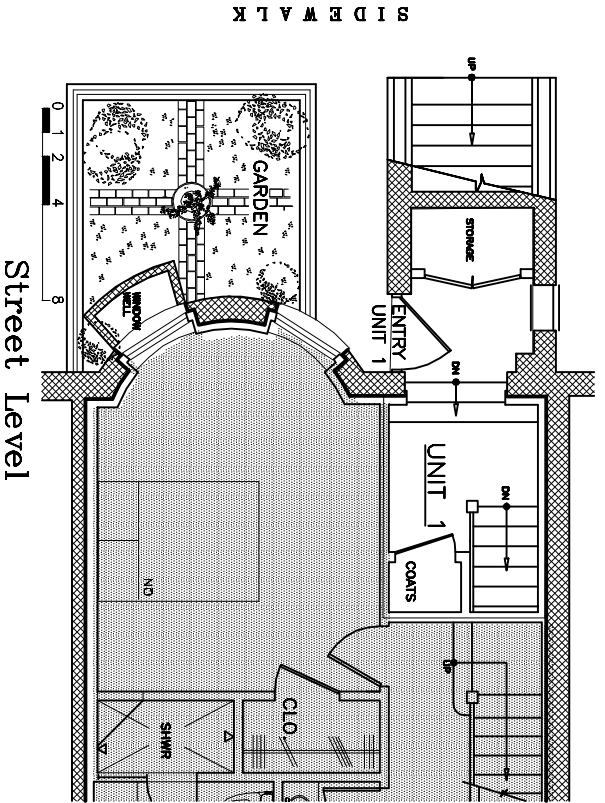 SIDEWALK
UP
0 1 2 4 8
GARDEN
STORAGE
WINDOW
WELL
ENTRY
UNIT 1
DN
Street Level
UNIT 1
DN
COATS
UP
CLO.
SHWR